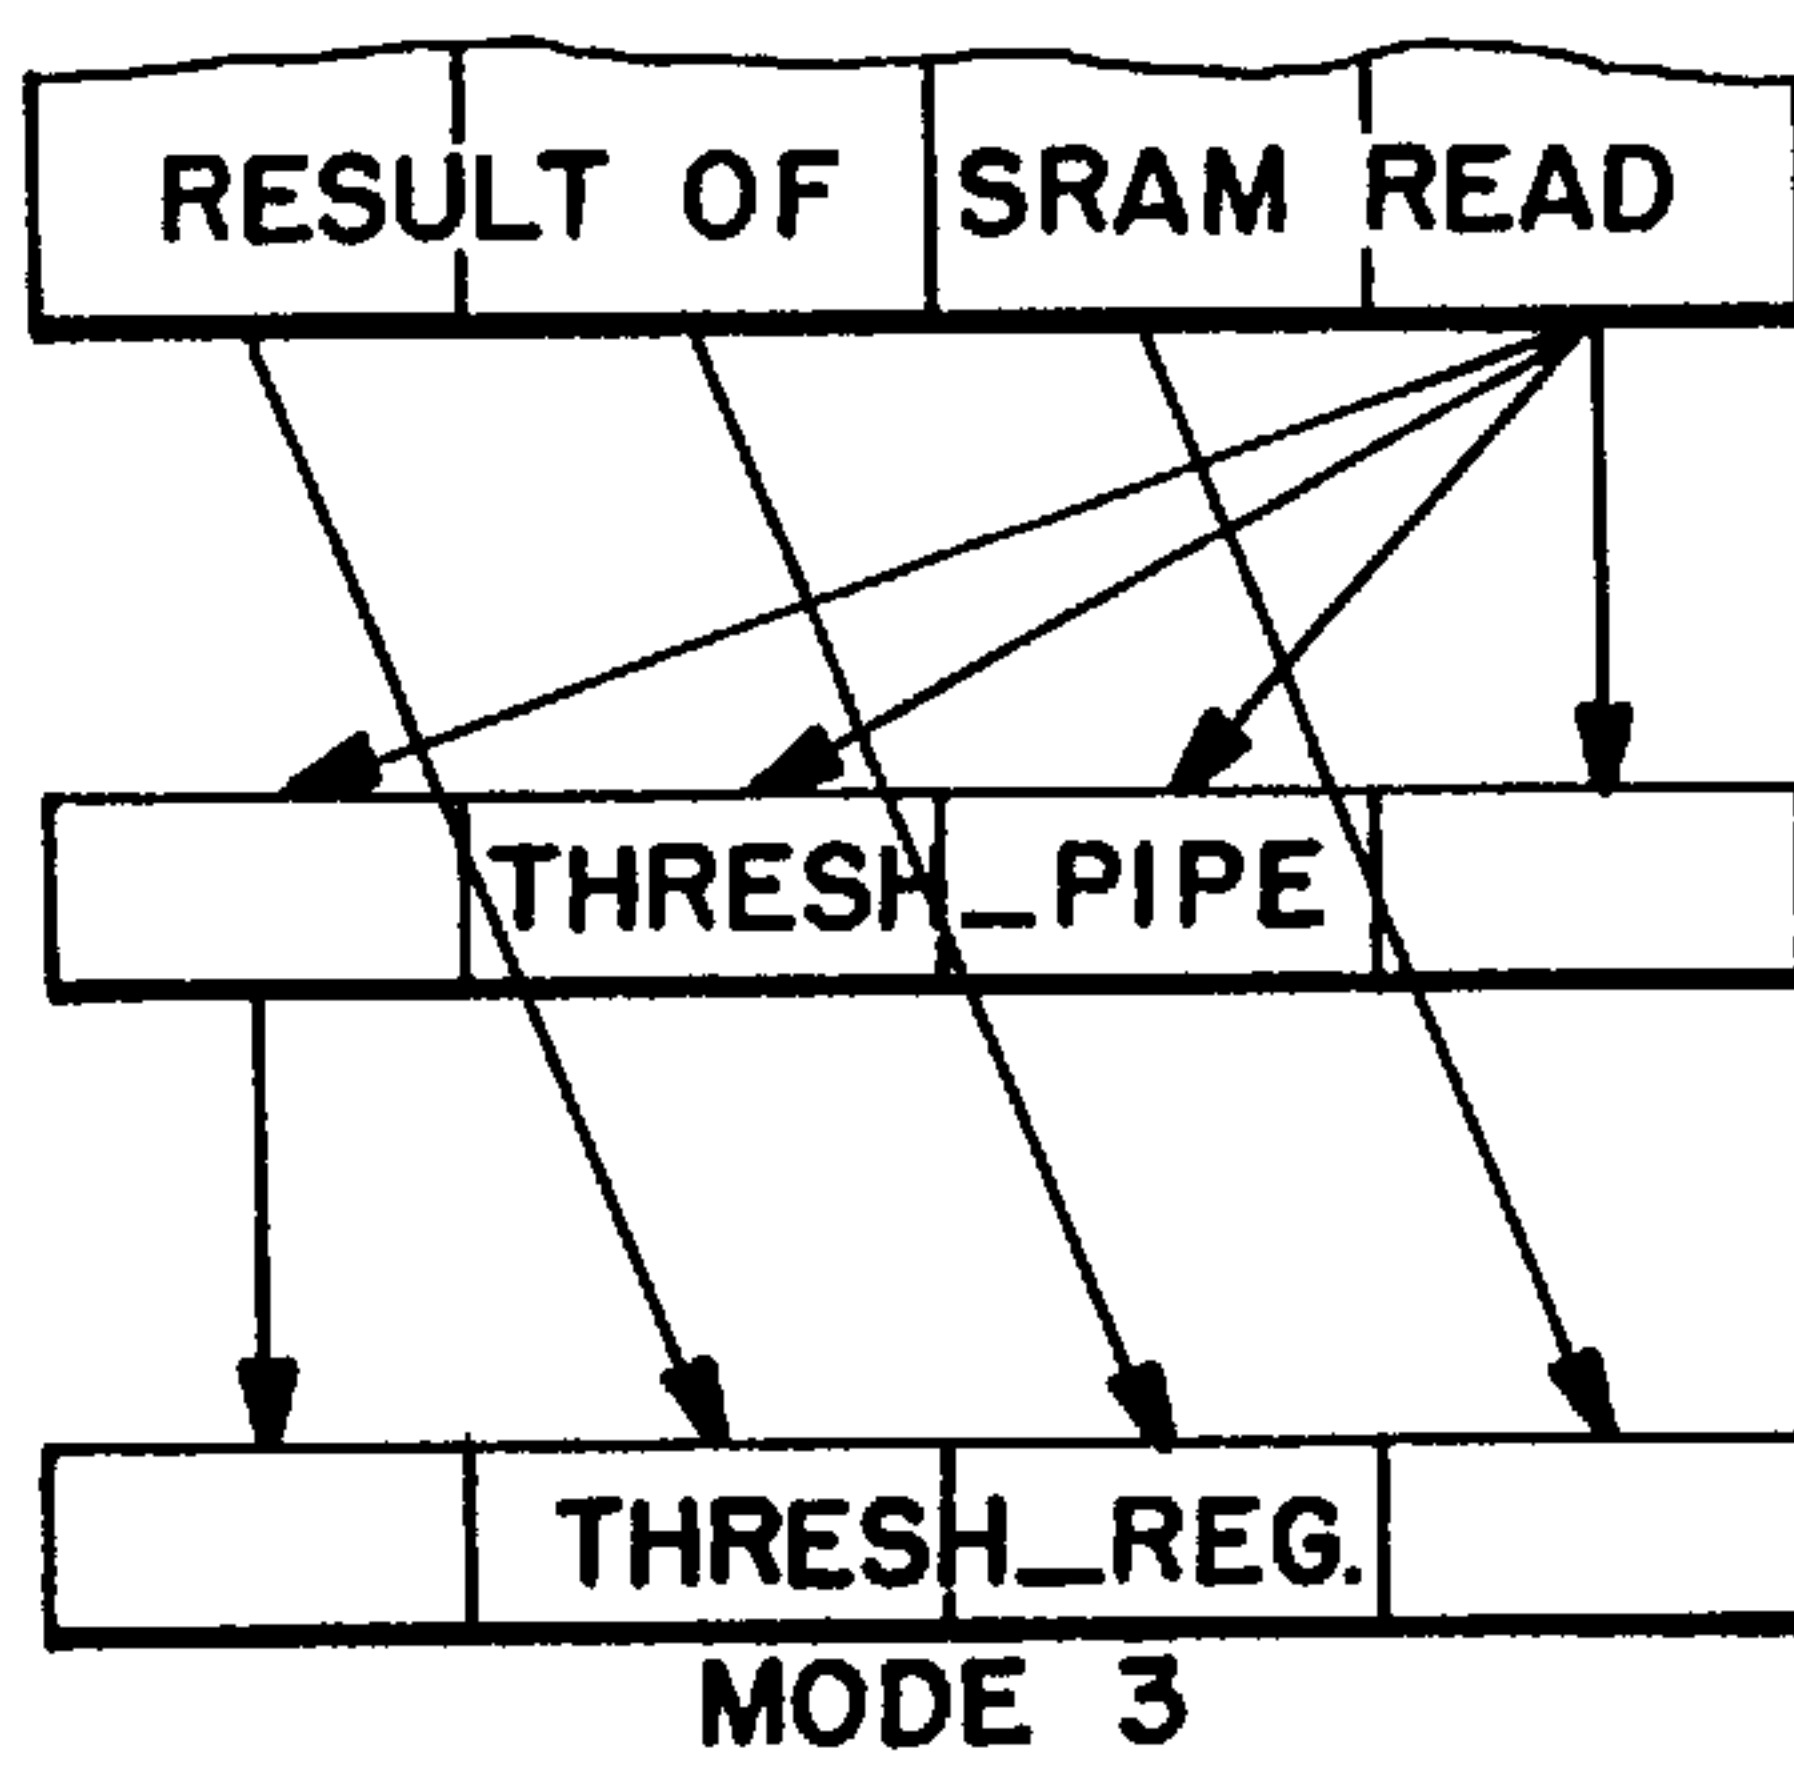 RESULT OF SRAM READ
THRESH_PIPE
THRESH_REG.
MODE 3